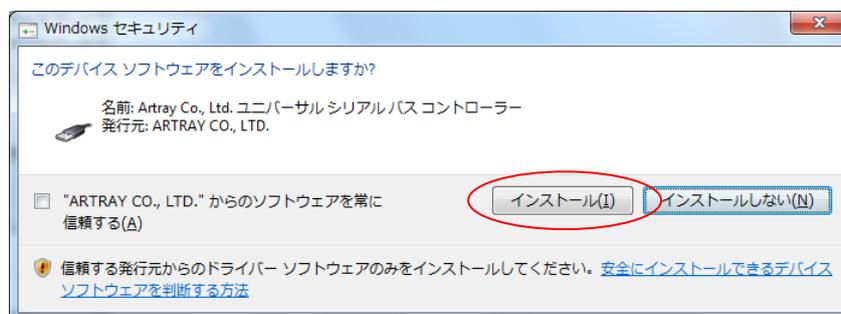 Windows セキュリティ
このデバイス ソフトウェアをインストールしますか?
名前: Artray Co., Ltd. ユニバーサル シリアル バス コントローラー
発行元: ARTRAY CO., LTD.
"ARTRAY CO., LTD." からのソフトウェアを常に
信頼する(A)
インストール(I)
インストールしない(N)
信頼する発行元からのドライバー ソフトウェアのみをインストールしてください。安全にインストールできるデバイス
ソフトウェアを判断する方法